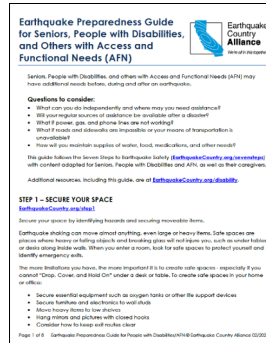 Earthquake Preparedness Guide
for Seniors, People with Disabilities,
and Others with Access and
Functional Needs (AFN)
Earthquake
Country
Alliance
We're all in this together.
Seniors, People with Disabilities, and others with Access and Functional Needs (AFN) may
have additional needs before, during and after an earthquake.
Questions to consider:
• What can you do independently and where may you need assistance?
• Will your regular sources of assistance be available after a disaster?
• What if power, gas, and phone lines are not working?
• What if roads and sidewalks are impassible or your means of transportation is
unavailable?
• How will you maintain supplies of water, food, medications, and other needs?
This guide follows the Seven Steps to Earthquake Safety (EarthquakeCountry.org/sevensteps)
with content adapted for Seniors, People with Disabilities and AFN, as well as their caregivers.
Additional resources, including this guide, are at EarthquakeCountry.org/disability.
STEP 1 – SECURE YOUR SPACE
EarthquakeCountry.org/step1
Secure your space by identifying hazards and securing moveable items.
Earthquake shaking can move almost anything, even large or heavy items. Safe spaces are
places where heavy or falling objects and breaking glass will not injure you, such as under tables
or desks along inside walls. When you enter a room, look for safe spaces to protect yourself and
identify emergency exits.
The more limitations you have, the more important it is to create safe spaces - especially if you
cannot "Drop, Cover, and Hold On" under a desk or table. To create safe spaces in your home
or office:
• Secure essential equipment such as oxygen tanks or other life support devices
• Secure furniture and electronics to wall studs
• Move heavy items to low shelves
• Hang mirrors and pictures with closed hooks
• Consider how to keep exit routes clear
Page 1 of 8 Earthquake Preparedness Guide for People with Disabilities/AFN © Earthquake Country Alliance